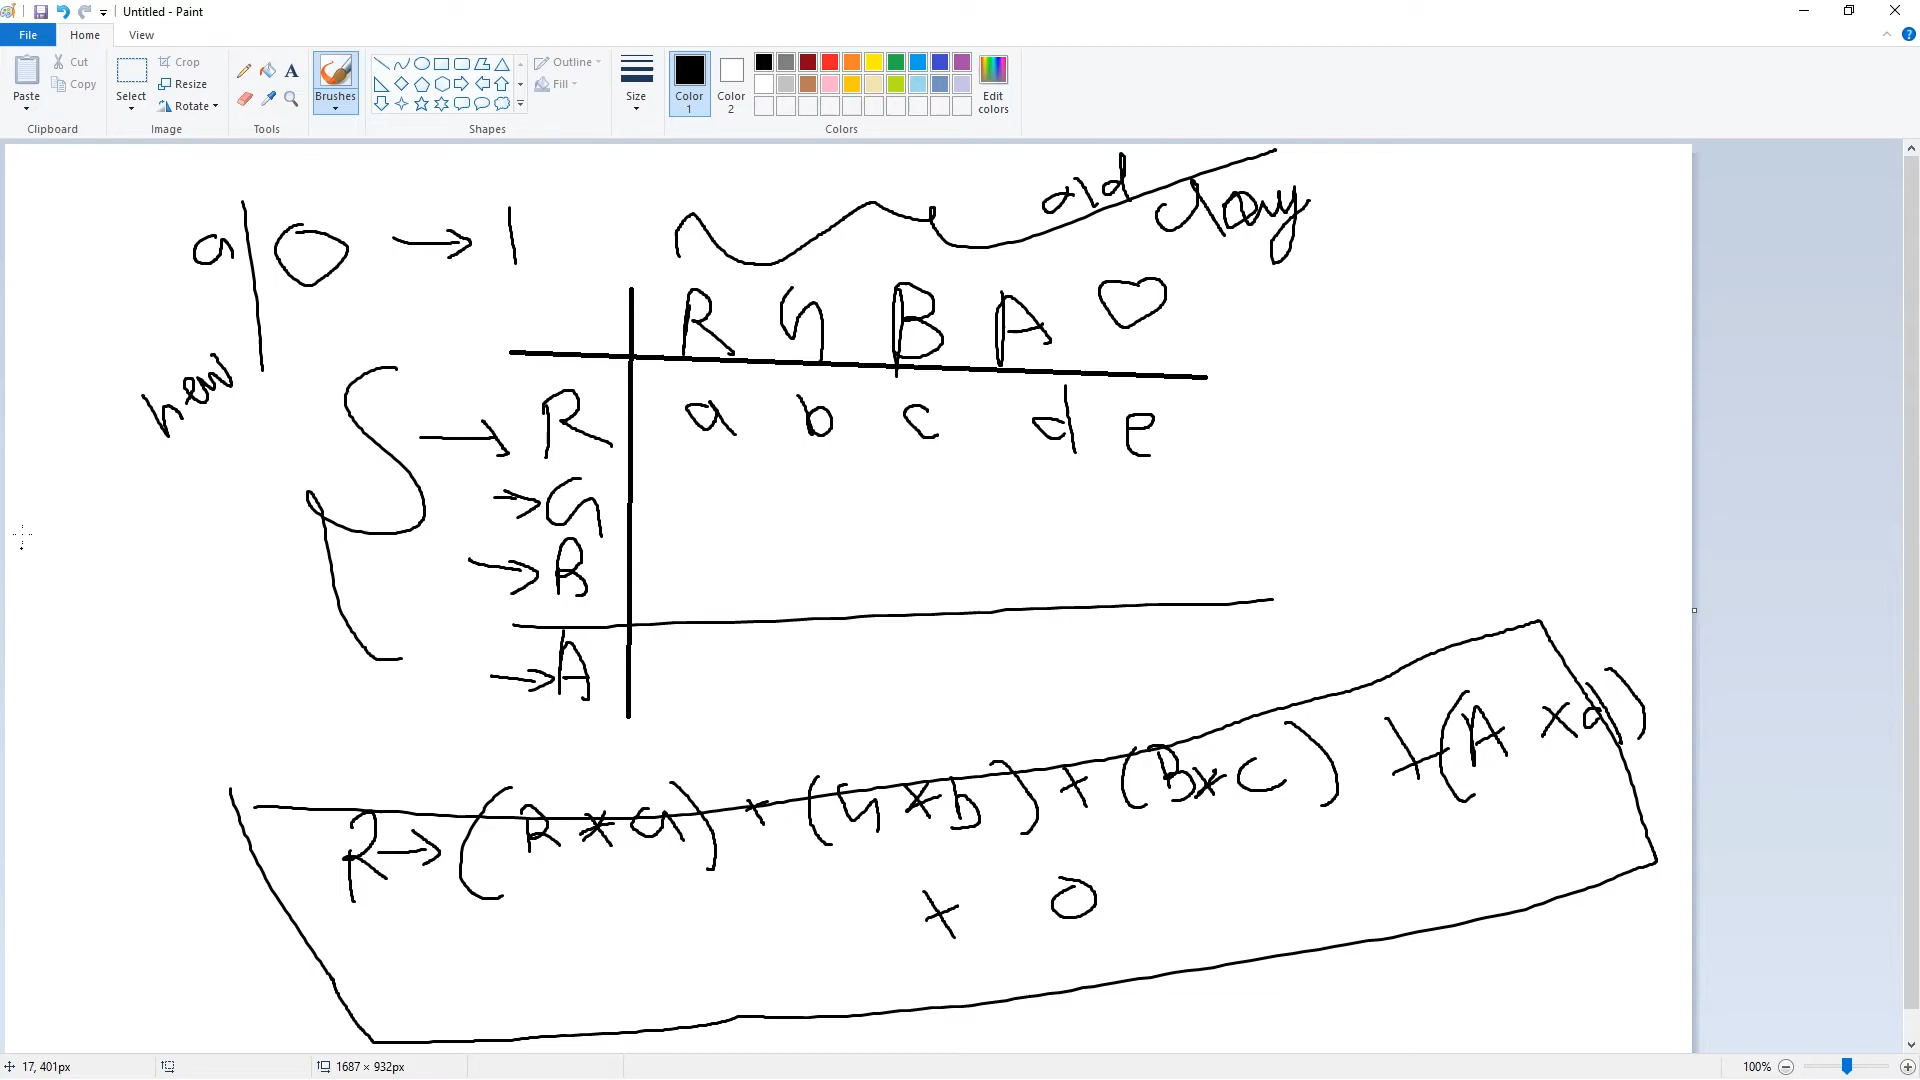 Untitled - Paint
File Home View
Paste
Cut
Copy
Clipboard
Select
Crop
Resize
Rotate
Image
A
Tools
Brushes
Shapes
Outline
Fill
Size
Color 1
Color 2
Colors
Edit colors
old
a | 0 → 1
R G B A ♡
new
→ R a b c d e
→ G
→ B
→ A
R → (R * a) + (G * b) + (B * c) + (A * d)
+ 0
17, 401px
1687 × 932px
100%